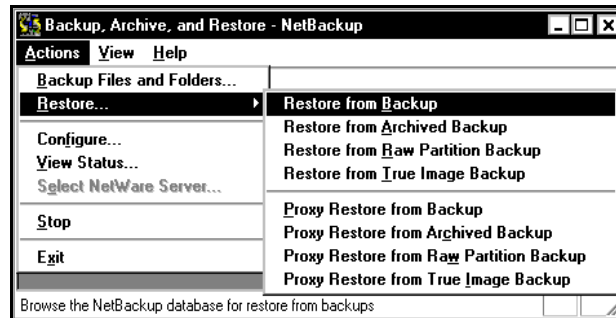 Backup, Archive, and Restore - NetBackup
Actions View Help
Backup Files and Folders...
Restore...
Configure...
View Status...
Select NetWare Server...
Stop
Exit
Restore from Backup
Restore from Archived Backup
Restore from Raw Partition Backup
Restore from True Image Backup
Proxy Restore from Backup
Proxy Restore from Archived Backup
Proxy Restore from Raw Partition Backup
Proxy Restore from True Image Backup
Browse the NetBackup database for restore from backups